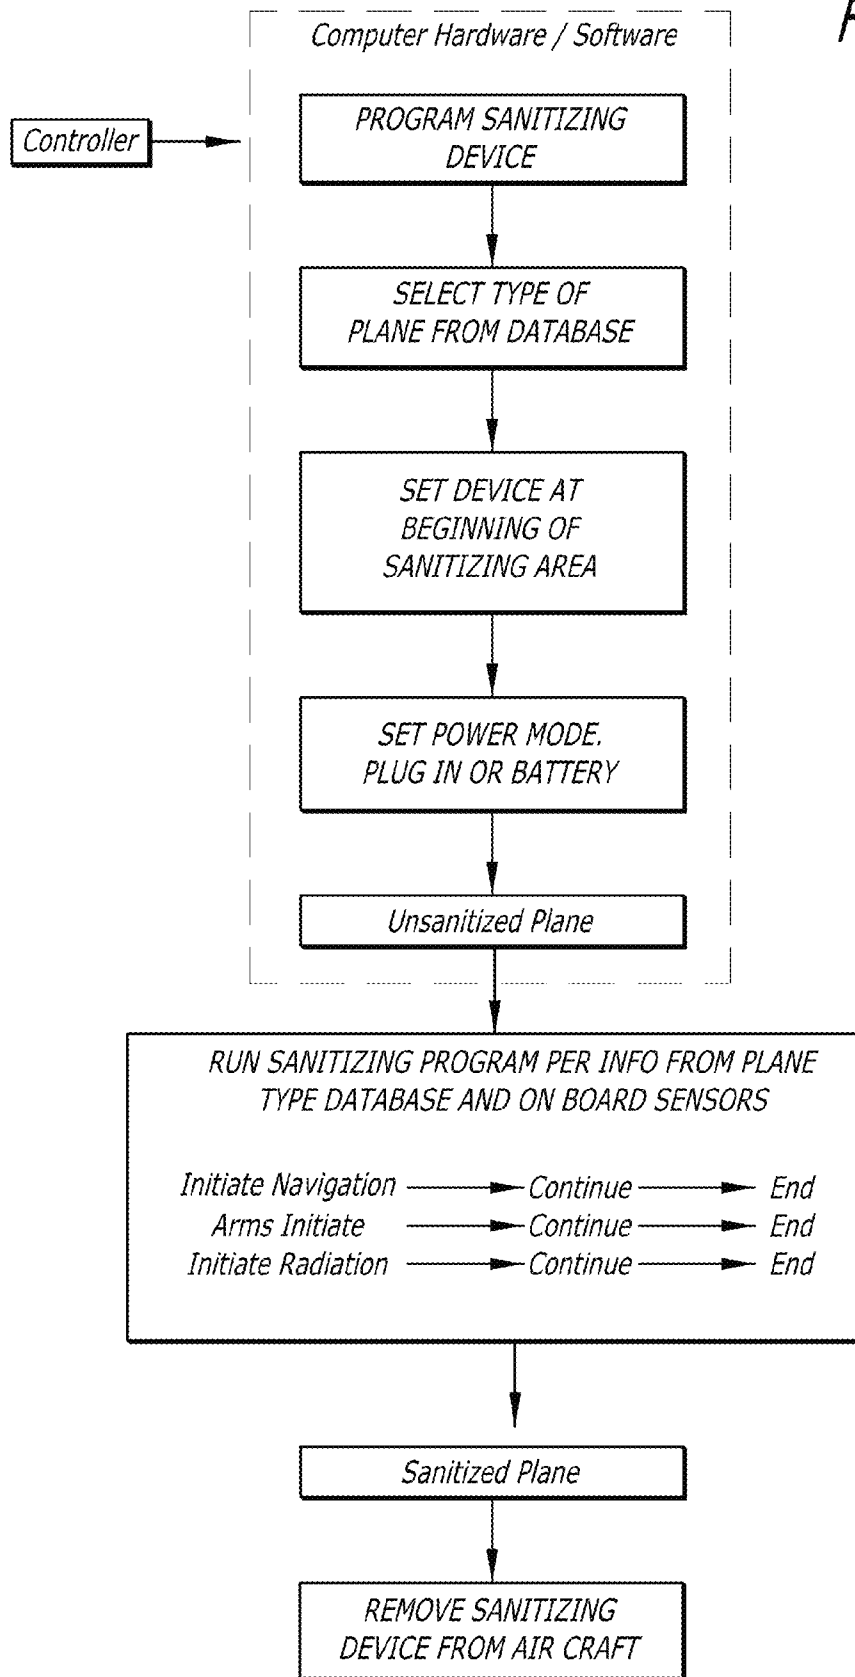 Computer Hardware / Software
Controller
PROGRAM SANITIZING
DEVICE
SELECT TYPE OF
PLANE FROM DATABASE
SET DEVICE AT
BEGINNING OF
SANITIZING AREA
SET POWER MODE.
PLUG IN OR BATTERY
Unsanitized Plane
RUN SANITIZING PROGRAM PER INFO FROM PLANE
TYPE DATABASE AND ON BOARD SENSORS
Initiate Navigation Continue End
Arms Initiate Continue End
Initiate Radiation Continue End
Sanitized Plane
REMOVE SANITIZING
DEVICE FROM AIR CRAFT